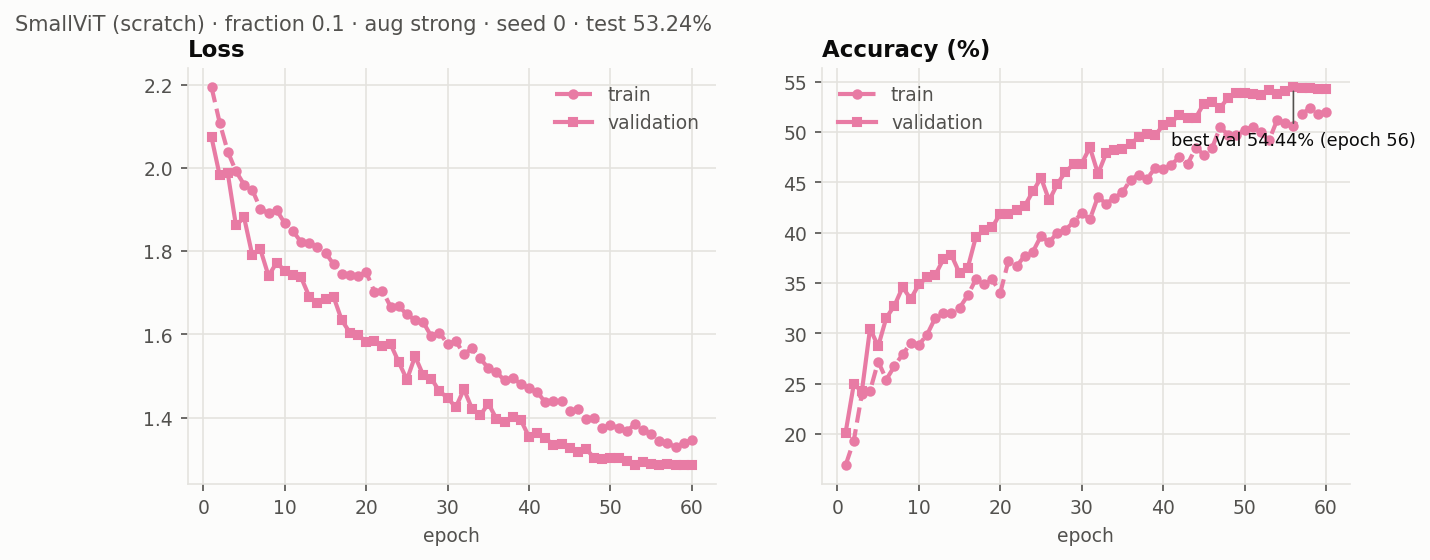 SmallViT (scratch) · fraction 0.1 · aug strong · seed 0 · test 53.24%
Loss
2.2
2.0
1.8
1.6
1.4
0 10 20 30 40 50 60
epoch
train
validation
Accuracy (%)
55
50
45
40
35
30
25
20
0 10 20 30 40 50 60
epoch
train
validation
best val 54.44% (epoch 56)